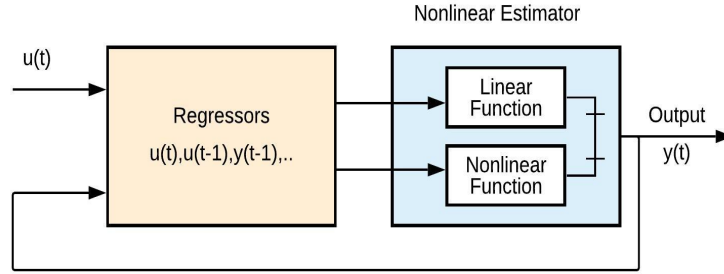 Nonlinear Estimator
u(t)
Regressors
u(t),u(t-1),y(t-1),..
Linear
Function
Nonlinear
Function
Output
y(t)